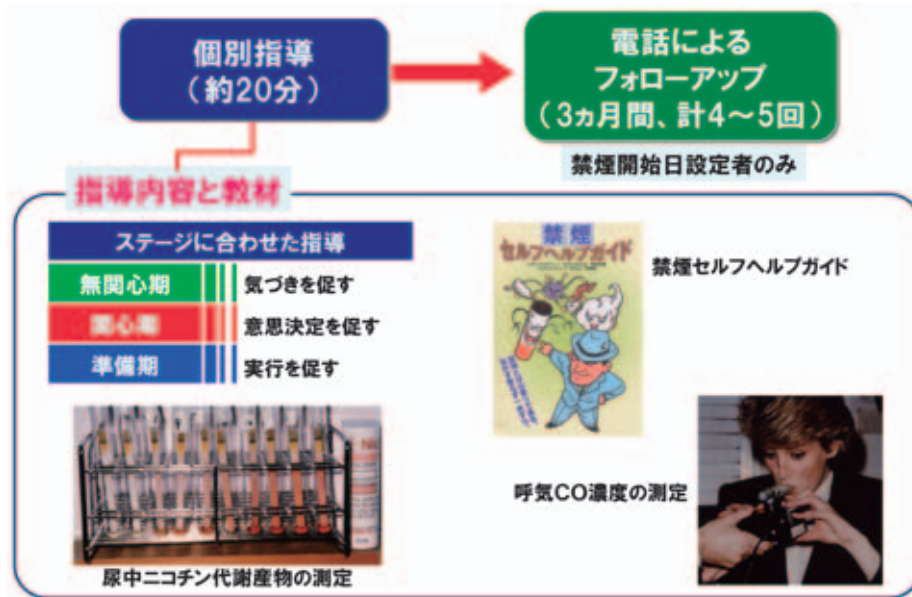 個別指導
（約20分）
電話による
フォローアップ
（3ヵ月間、計4〜5回）
禁煙開始日設定者のみ
指導内容と教材
ステージに合わせた指導
無関心期
気づきを促す
関心期
意思決定を促す
準備期
実行を促す
禁煙
セルフヘルプガイド
禁煙セルフヘルプガイド
呼気CO濃度の測定
尿中ニコチン代謝産物の測定